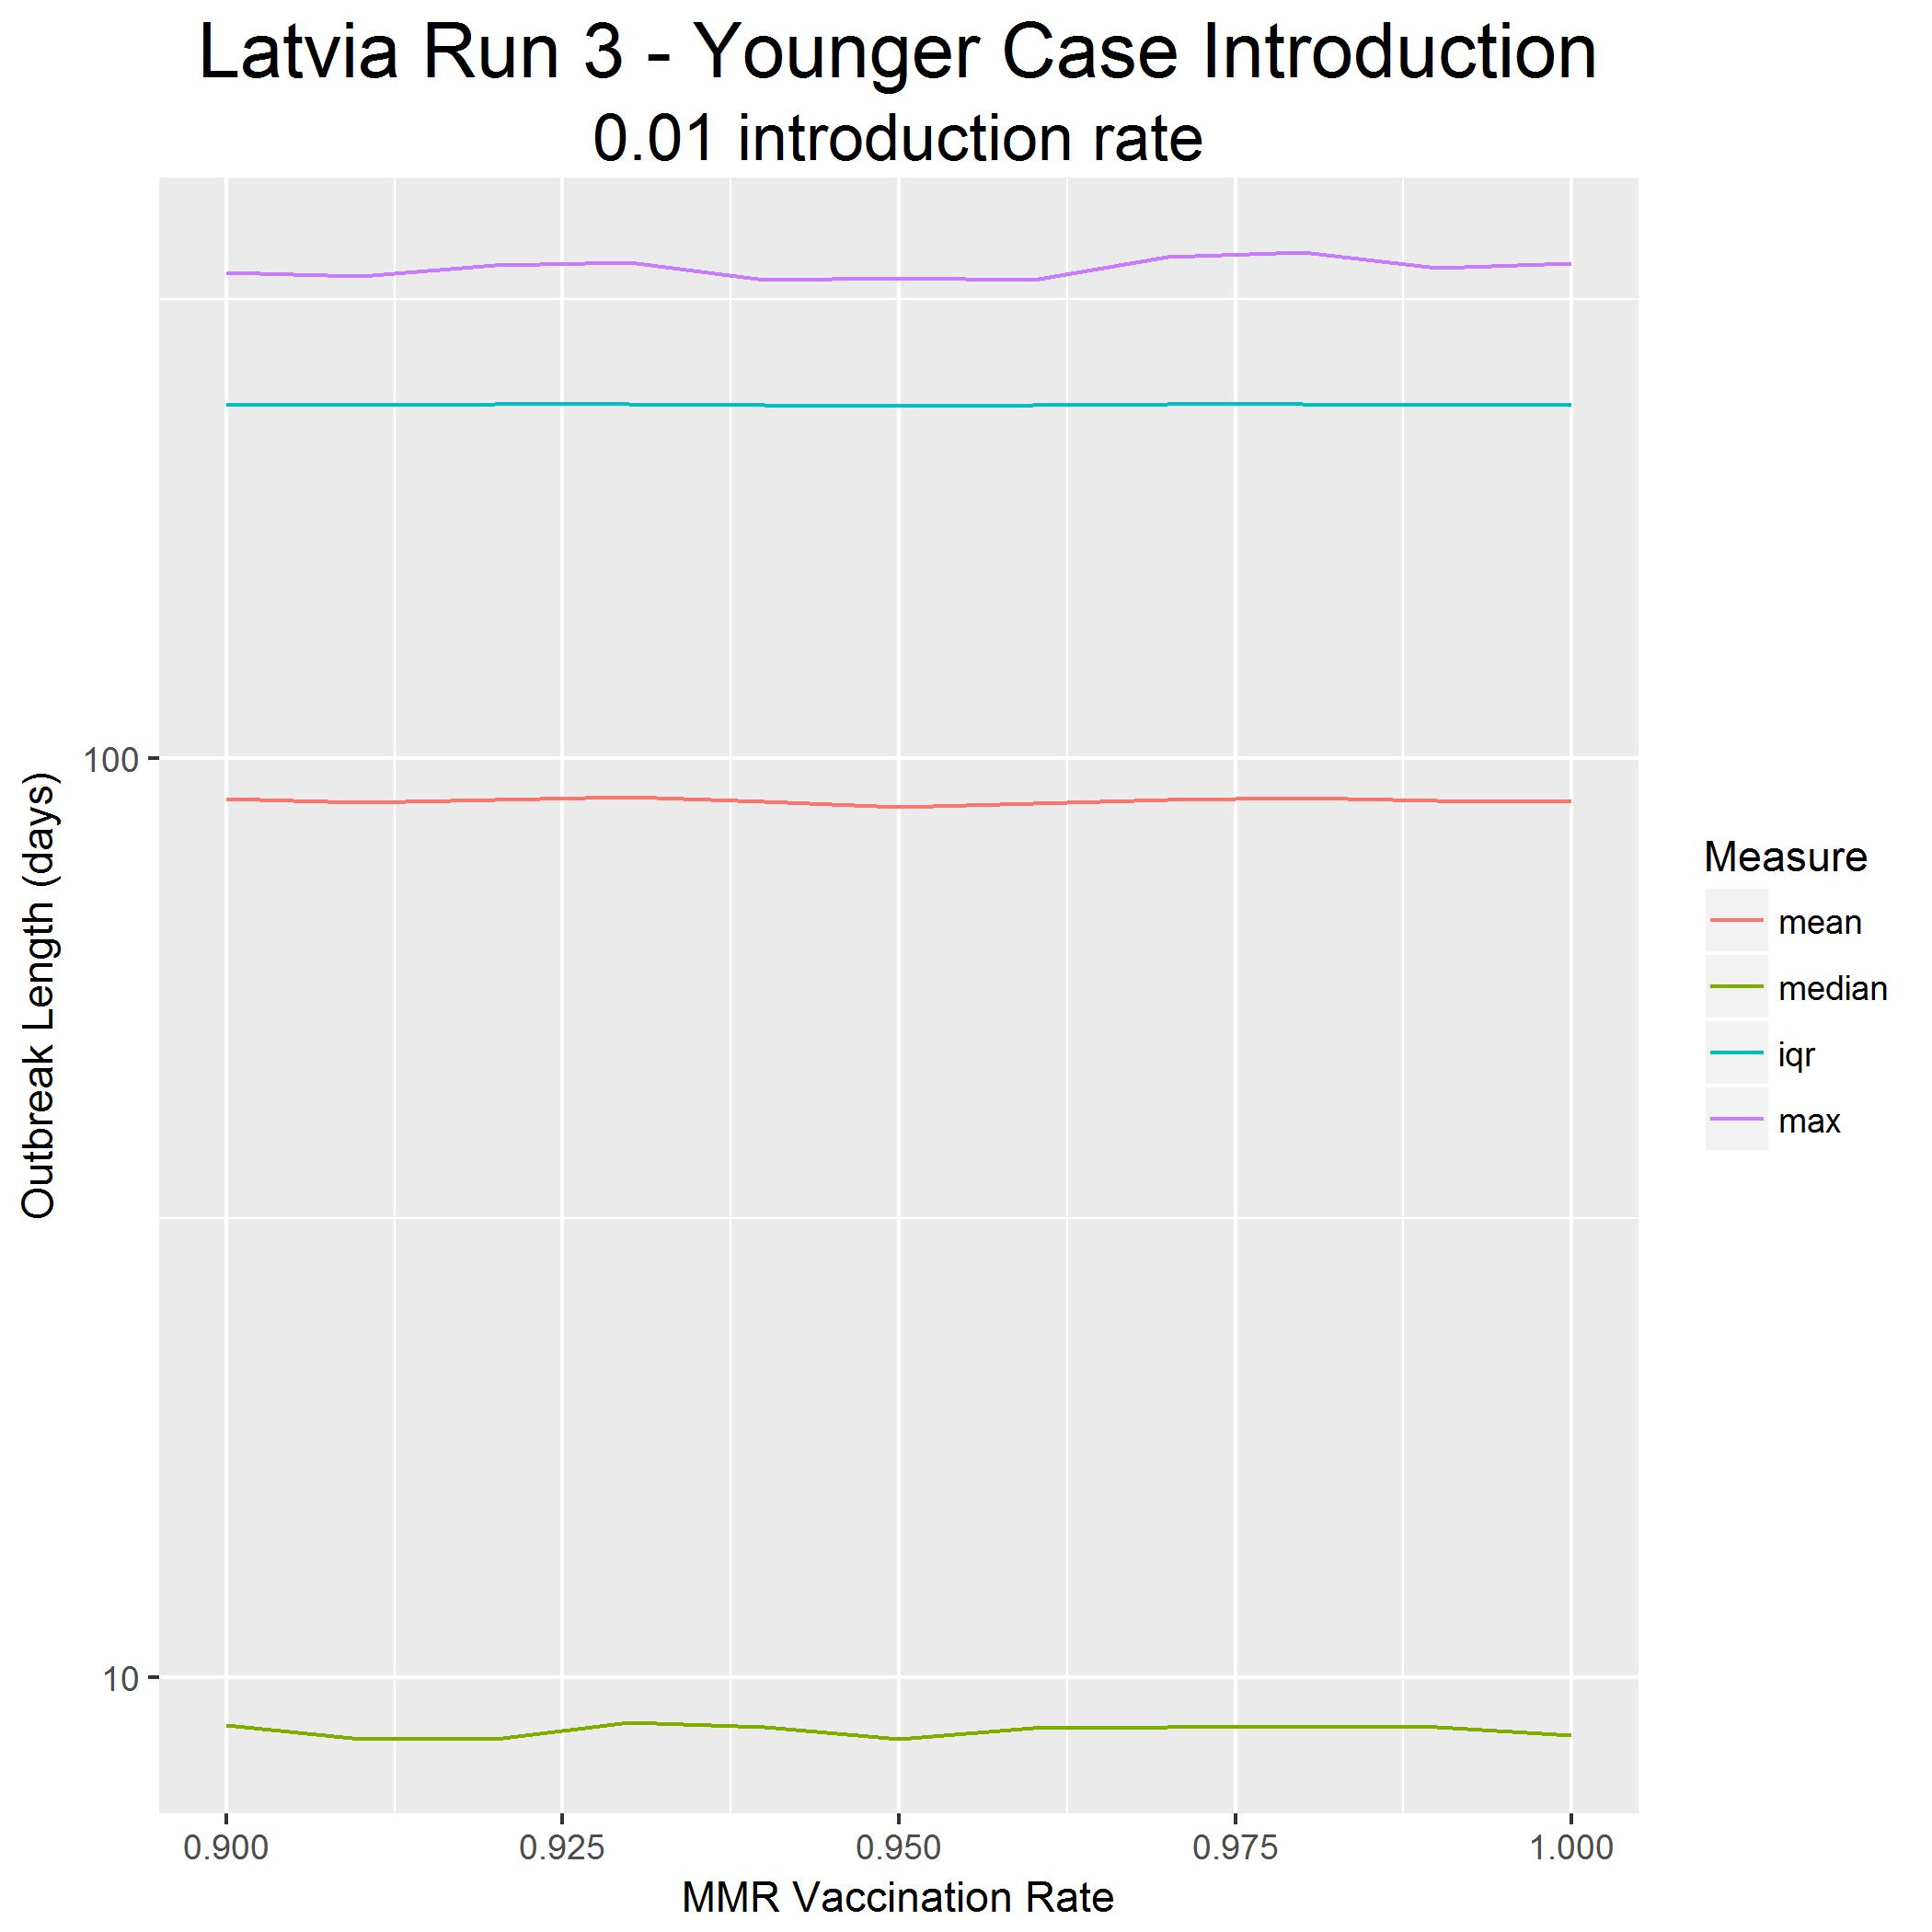 Latvia Run 3 - Younger Case Introduction
0.01 introduction rate
Outbreak Length (days)
100
10
0.900 0.925 0.950 0.975 1.000
MMR Vaccination Rate
Measure
mean
median
iqr
max